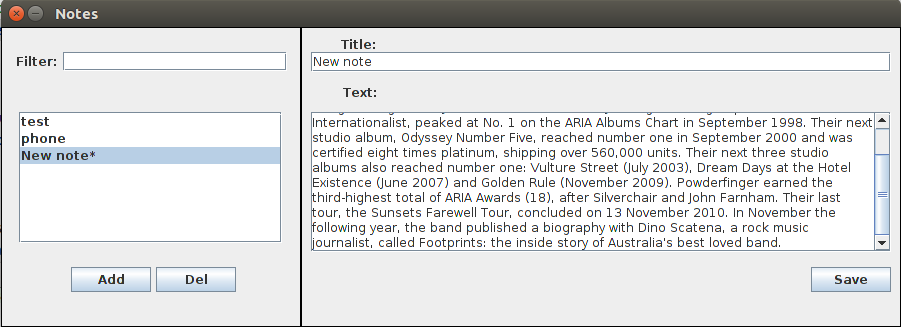 Notes
Filter:
test
phone
New note*
Add Del
Title:
New note
Text:
Internationalist, peaked at No. 1 on the ARIA Albums Chart in September 1998. Their next
studio album, Odyssey Number Five, reached number one in September 2000 and was
certified eight times platinum, shipping over 560,000 units. Their next three studio
albums also reached number one: Vulture Street (July 2003), Dream Days at the Hotel
Existence (June 2007) and Golden Rule (November 2009). Powderfinger earned the
third-highest total of ARIA Awards (18), after Silverchair and John Farnham. Their last
tour, the Sunsets Farewell Tour, concluded on 13 November 2010. In November the
following year, the band published a biography with Dino Scatena, a rock music
journalist, called Footprints: the inside story of Australia's best loved band.
Save